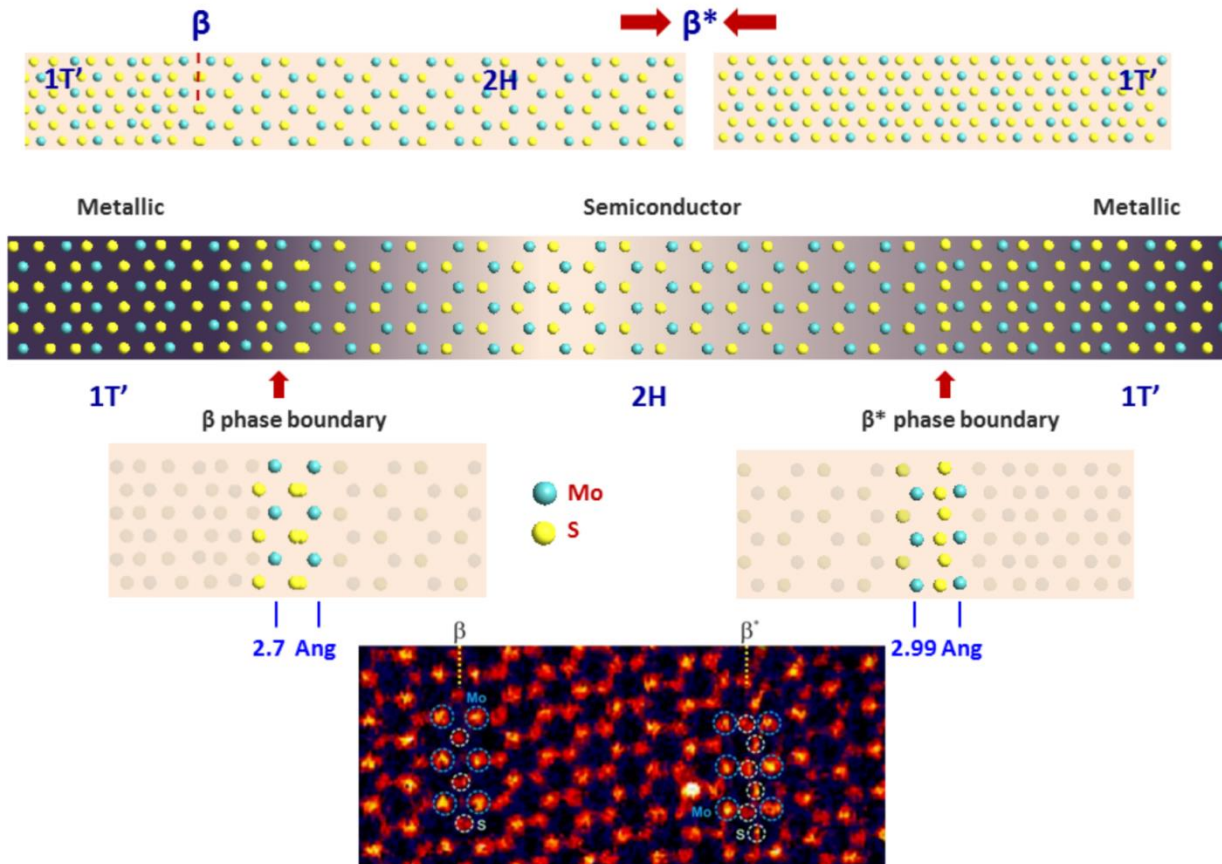 β
β*
1T’
2H
1T’
Metallic
Semiconductor
Metallic
1T’
2H
1T’
β phase boundary
β* phase boundary
Mo
S
2.7 Ang
2.99 Ang
β
β*
Mo
Mo
S
S